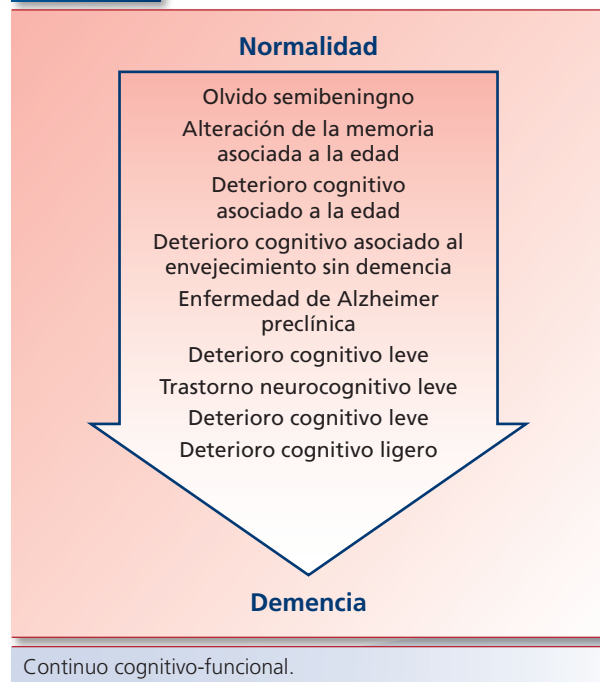 Normalidad
Olvido semibeningno
Alteración de la memoria
asociada a la edad
Deterioro cognitivo
asociado a la edad
Deterioro cognitivo asociado al
envejecimiento sin demencia
Enfermedad de Alzheimer
preclínica
Deterioro cognitivo leve
Trastorno neurocognitivo leve
Deterioro cognitivo leve
Deterioro cognitivo ligero
Demencia
Continuo cognitivo-funcional.